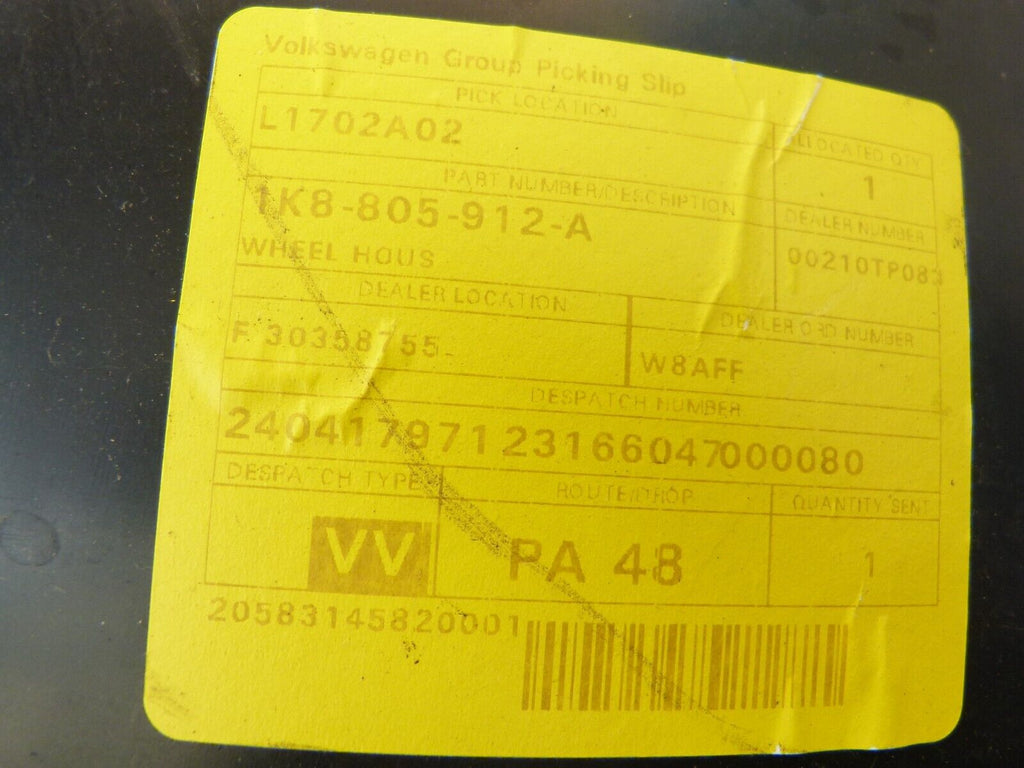 Volkswagen Group Picking Slip
PICK LOCATION
ALLOCATED QTY
L1702A02
1
PART NUMBER/DESCRIPTION
DEALER NUMBER
1K8-805-912-A
00210TP083
WHEEL HOUS
DEALER LOCATION
DEALER ORD NUMBER
F 30358755
W8AFF
DESPATCH NUMBER
24041797123166047000080
DESPATCH TYPE
ROUTE/DROP
QUANTITY SENT
VV
PA 48
1
20583145820001